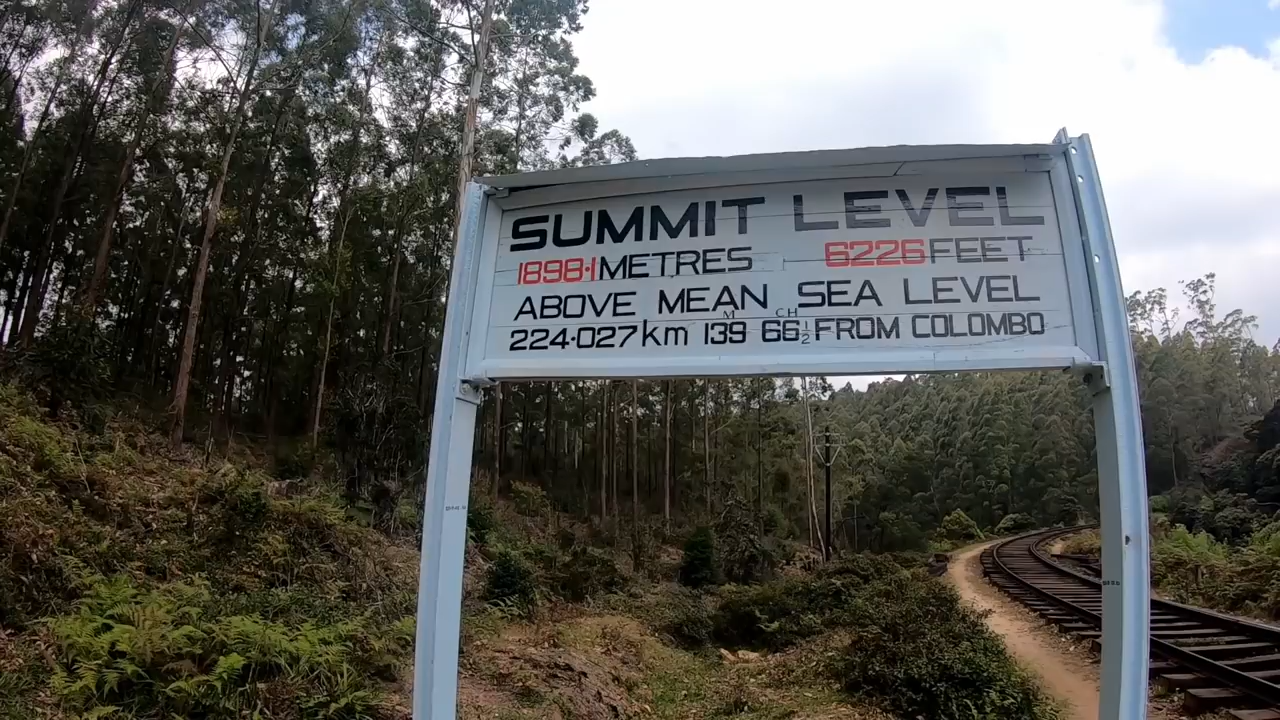 SUMMIT LEVEL
1898·1 METRES 6226 FEET
ABOVE MEAN SEA LEVEL
224·027 km 139 M 66½ CH FROM COLOMBO